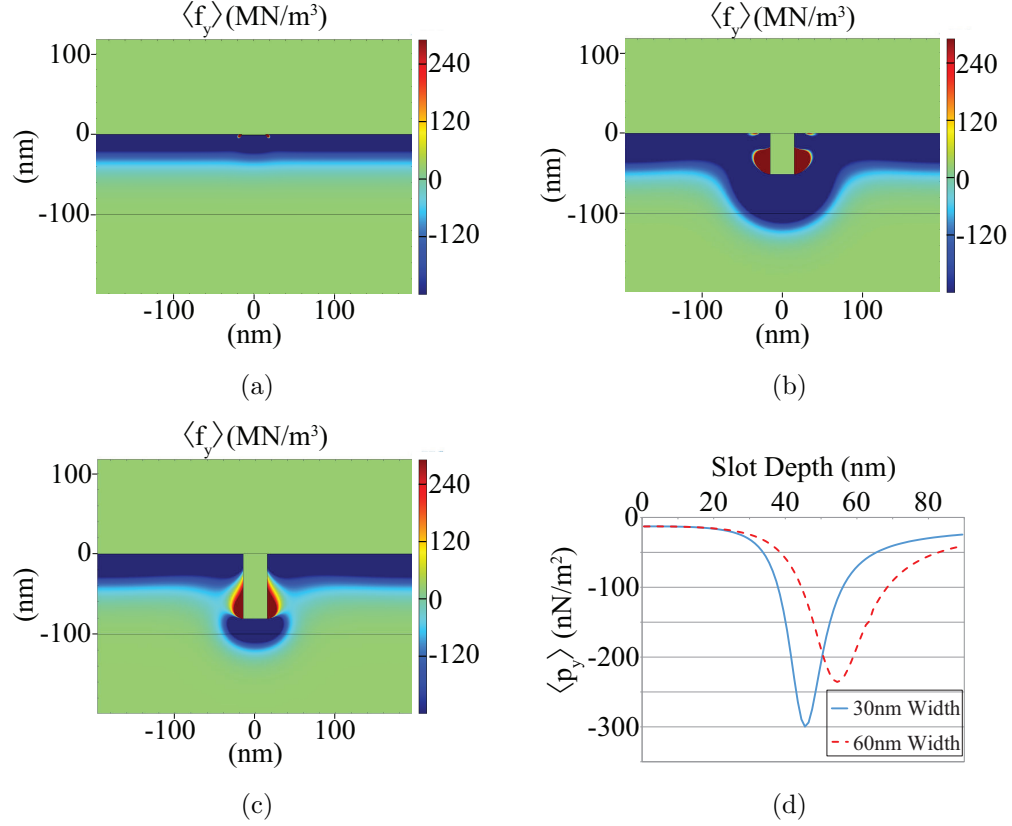 ⟨f_y⟩ (MN/m³)
100
0
-100
(nm)
-100 0 100
(nm)
240
120
0
-120
(a)
⟨f_y⟩ (MN/m³)
100
0
-100
(nm)
-100 0 100
(nm)
240
120
0
-120
(b)
⟨f_y⟩ (MN/m³)
100
0
-100
(nm)
-100 0 100
(nm)
240
120
0
-120
(c)
Slot Depth (nm)
0 20 40 60 80
0
-100
-200
-300
⟨p_y⟩ (nN/m²)
30nm Width
60nm Width
(d)